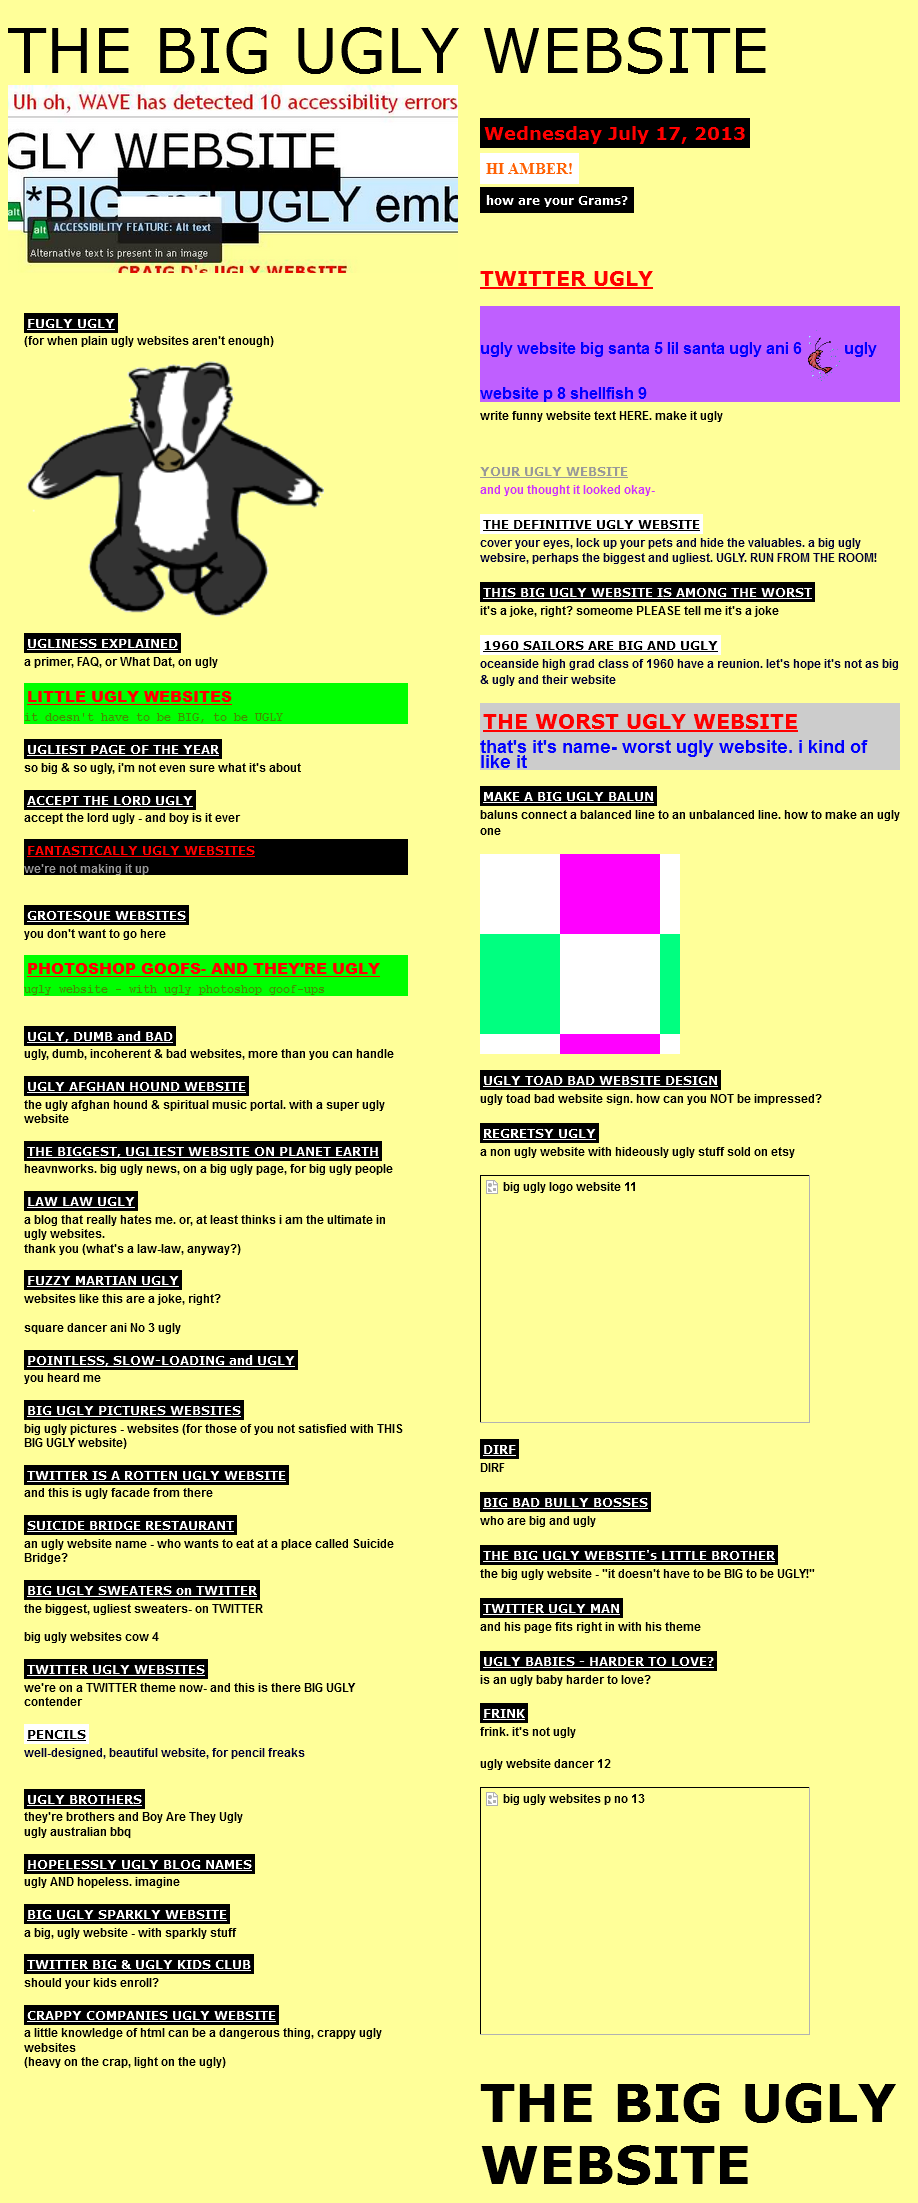 THE BIG UGLY WEBSITE
Uh oh, WAVE has detected 10 accessibility errors
GLY WEBSITE
*BIG and UGLY emb
alt
alt ACCESSIBILITY FEATURE: Alt text
Alternative text is present in an image
CRAIG D's UGLY WEBSITE
FUGLY UGLY
(for when plain ugly websites aren't enough)
UGLINESS EXPLAINED
a primer, FAQ, or What Dat, on ugly
LITTLE UGLY WEBSITES
it doesn't have to be BIG, to be UGLY
UGLIEST PAGE OF THE YEAR
so big & so ugly, i'm not even sure what it's about
ACCEPT THE LORD UGLY
accept the lord ugly - and boy is it ever
FANTASTICALLY UGLY WEBSITES
we're not making it up
GROTESQUE WEBSITES
you don't want to go here
PHOTOSHOP GOOFS- AND THEY'RE UGLY
ugly website - with ugly photoshop goof-ups
UGLY, DUMB and BAD
ugly, dumb, incoherent & bad websites, more than you can handle
UGLY AFGHAN HOUND WEBSITE
the ugly afghan hound & spiritual music portal. with a super ugly
website
THE BIGGEST, UGLIEST WEBSITE ON PLANET EARTH
heavnworks. big ugly news, on a big ugly page, for big ugly people
LAW LAW UGLY
a blog that really hates me. or, at least thinks i am the ultimate in
ugly websites.
thank you (what's a law-law, anyway?)
FUZZY MARTIAN UGLY
websites like this are a joke, right?
square dancer ani No 3 ugly
POINTLESS, SLOW-LOADING and UGLY
you heard me
BIG UGLY PICTURES WEBSITES
big ugly pictures - websites (for those of you not satisfied with THIS
BIG UGLY website)
TWITTER IS A ROTTEN UGLY WEBSITE
and this is ugly facade from there
SUICIDE BRIDGE RESTAURANT
an ugly website name - who wants to eat at a place called Suicide
Bridge?
BIG UGLY SWEATERS on TWITTER
the biggest, ugliest sweaters- on TWITTER
big ugly websites cow 4
TWITTER UGLY WEBSITES
we're on a TWITTER theme now- and this is there BIG UGLY
contender
PENCILS
well-designed, beautiful website, for pencil freaks
UGLY BROTHERS
they're brothers and Boy Are They Ugly
ugly australian bbq
HOPELESSLY UGLY BLOG NAMES
ugly AND hopeless. imagine
BIG UGLY SPARKLY WEBSITE
a big, ugly website - with sparkly stuff
TWITTER BIG & UGLY KIDS CLUB
should your kids enroll?
CRAPPY COMPANIES UGLY WEBSITE
a little knowledge of html can be a dangerous thing, crappy ugly
websites
(heavy on the crap, light on the ugly)
Wednesday July 17, 2013
HI AMBER!
how are your Grams?
TWITTER UGLY
ugly website big santa 5 lil santa ugly ani 6 ugly
website p 8 shellfish 9
write funny website text HERE. make it ugly
YOUR UGLY WEBSITE
and you thought it looked okay-
THE DEFINITIVE UGLY WEBSITE
cover your eyes, lock up your pets and hide the valuables. a big ugly
websire, perhaps the biggest and ugliest. UGLY. RUN FROM THE ROOM!
THIS BIG UGLY WEBSITE IS AMONG THE WORST
it's a joke, right? someome PLEASE tell me it's a joke
1960 SAILORS ARE BIG AND UGLY
oceanside high grad class of 1960 have a reunion. let's hope it's not as big
& ugly and their website
THE WORST UGLY WEBSITE
that's it's name- worst ugly website. i kind of
like it
MAKE A BIG UGLY BALUN
baluns connect a balanced line to an unbalanced line. how to make an ugly
one
UGLY TOAD BAD WEBSITE DESIGN
ugly toad bad website sign. how can you NOT be impressed?
REGRETSY UGLY
a non ugly website with hideously ugly stuff sold on etsy
big ugly logo website 11
DIRF
DIRF
BIG BAD BULLY BOSSES
who are big and ugly
THE BIG UGLY WEBSITE's LITTLE BROTHER
the big ugly website - "it doesn't have to be BIG to be UGLY!"
TWITTER UGLY MAN
and his page fits right in with his theme
UGLY BABIES - HARDER TO LOVE?
is an ugly baby harder to love?
FRINK
frink. it's not ugly
ugly website dancer 12
big ugly websites p no 13
THE BIG UGLY
WEBSITE